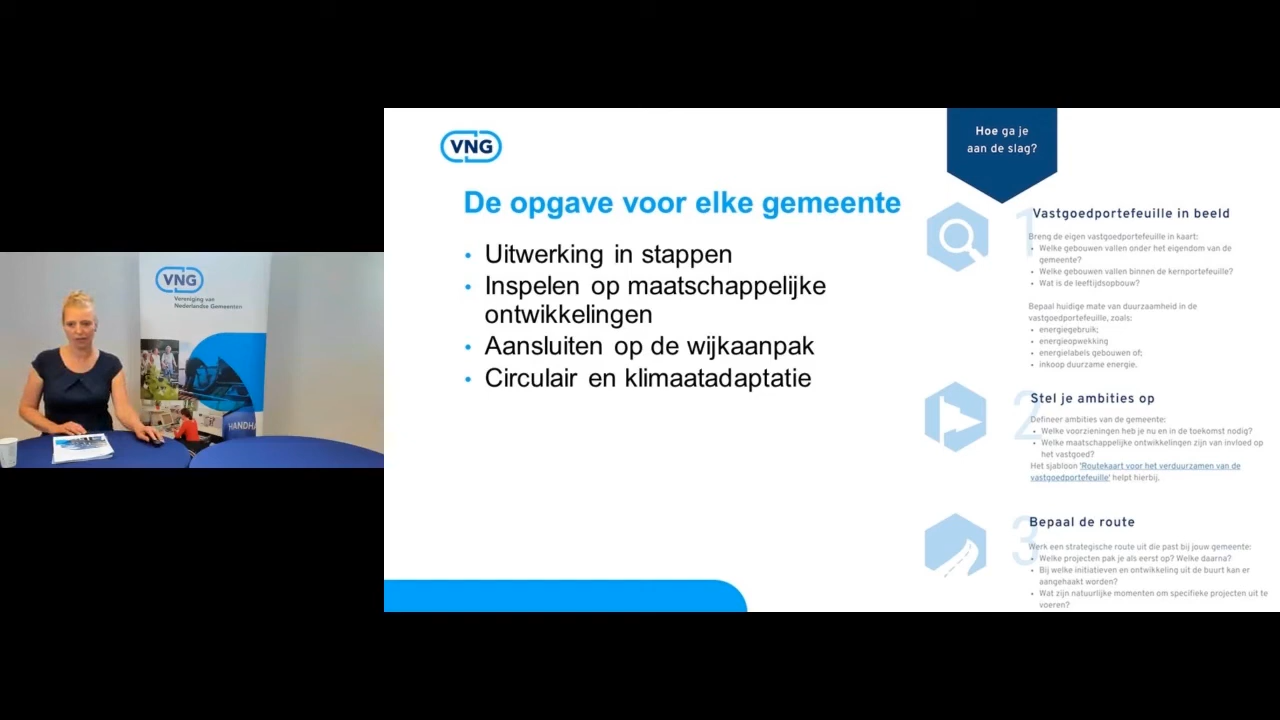 VNG
Vereniging van
Nederlandse Gemeenten
HANDHA
VNG
De opgave voor elke gemeente
• Uitwerking in stappen
• Inspelen op maatschappelijke
ontwikkelingen
• Aansluiten op de wijkaanpak
• Circulair en klimaatadaptatie
Hoe ga je
aan de slag?
1
Vastgoedportefeuille in beeld
Breng de eigen vastgoedportefeuille in kaart:
• Welke gebouwen vallen onder het eigendom van de
gemeente?
• Welke gebouwen vallen binnen de kernportefeuille?
• Wat is de leeftijdsopbouw?
Bepaal huidige mate van duurzaamheid in de
vastgoedportefeuille, zoals:
• energiegebruik;
• energieopwekking
• energielabels gebouwen of;
• inkoop duurzame energie.
2
Stel je ambities op
Defineer ambities van de gemeente:
• Welke voorzieningen heb je nu en in de toekomst nodig?
• Welke maatschappelijke ontwikkelingen zijn van invloed op
het vastgoed?
Het sjabloon 'Routekaart voor het verduurzamen van de
vastgoedportefeuille' helpt hierbij.
3
Bepaal de route
Werk een strategische route uit die past bij jouw gemeente:
• Welke projecten pak je als eerst op? Welke daarna?
• Bij welke initiatieven en ontwikkeling uit de buurt kan er
aangehaakt worden?
• Wat zijn natuurlijke momenten om specifieke projecten uit te
voeren?